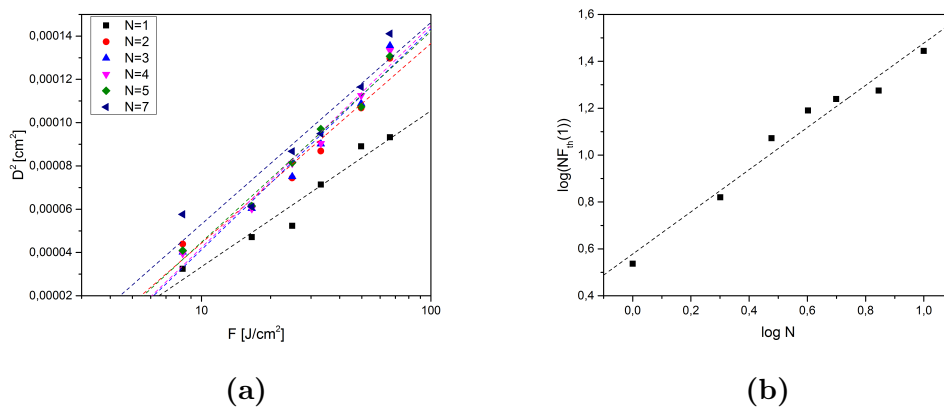 N=1
N=2
N=3
N=4
N=5
N=7
0,00014
0,00012
0,00010
0,00008
0,00006
0,00004
0,00002
D² [cm²]
10
100
F [J/cm²]
(a)
1,6
1,4
1,2
1,0
0,8
0,6
0,4
log(NFₜₕ(1))
0,0
0,2
0,4
0,6
0,8
1,0
log N
(b)